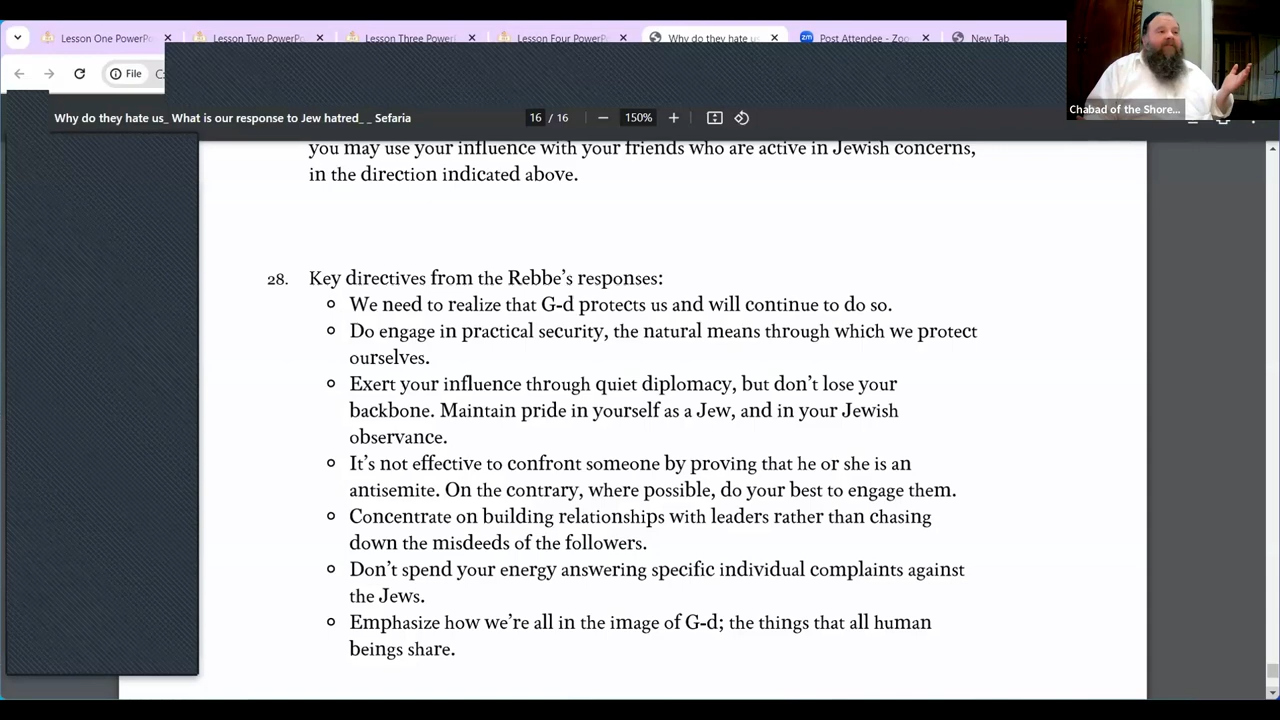 Lesson One PowerPo
Lesson Two PowerPo
Lesson Three Powerl
Lesson Four PowerP
Why do they hate us
Post Attendee - Zoo
New Tab
File
Chabad of the Shore...
Why do they hate us_ What is our response to Jew hatred_ _ Sefaria
16 / 16
150%
you may use your influence with your friends who are active in Jewish concerns,
in the direction indicated above.
28. Key directives from the Rebbe's responses:
We need to realize that G-d protects us and will continue to do so.
Do engage in practical security, the natural means through which we protect
ourselves.
Exert your influence through quiet diplomacy, but don't lose your
backbone. Maintain pride in yourself as a Jew, and in your Jewish
observance.
It's not effective to confront someone by proving that he or she is an
antisemite. On the contrary, where possible, do your best to engage them.
Concentrate on building relationships with leaders rather than chasing
down the misdeeds of the followers.
Don't spend your energy answering specific individual complaints against
the Jews.
Emphasize how we're all in the image of G-d; the things that all human
beings share.